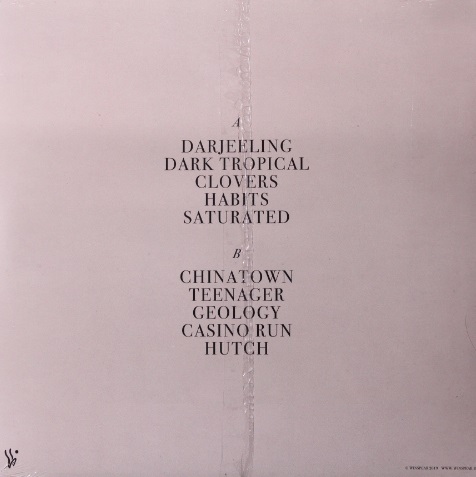 A
DARJEELING
DARK TROPICAL
CLOVERS
HABITS
SATURATED
B
CHINATOWN
TEENAGER
GEOLOGY
CASINO RUN
HUTCH